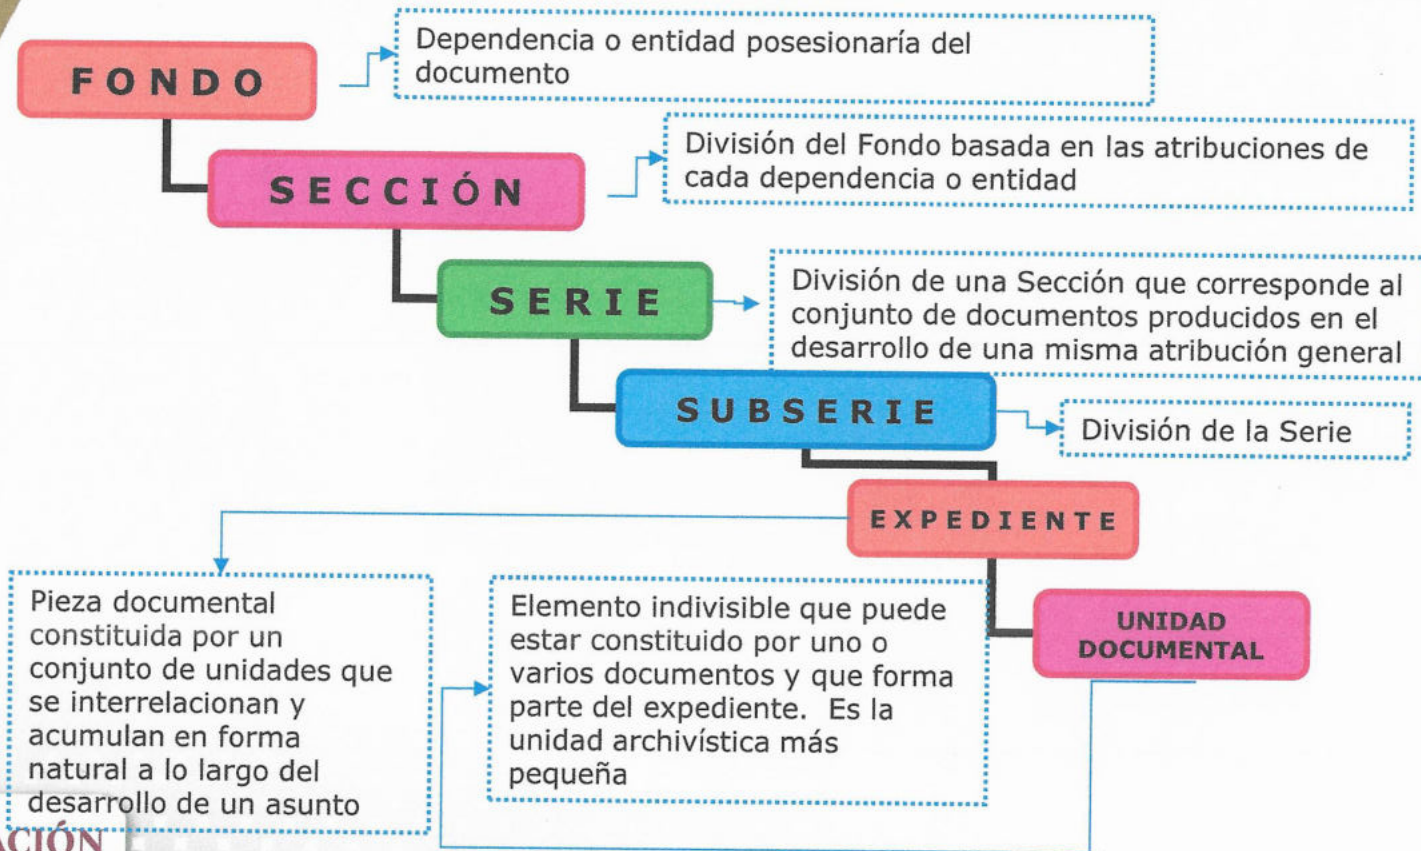 FONDO
Dependencia o entidad posesionaría del
documento
SECCIÓN
División del Fondo basada en las atribuciones de
cada dependencia o entidad
SERIE
División de una Sección que corresponde al
conjunto de documentos producidos en el
desarrollo de una misma atribución general
SUBSERIE
División de la Serie
EXPEDIENTE
Pieza documental
constituida por un
conjunto de unidades que
se interrelacionan y
acumulan en forma
natural a lo largo del
desarrollo de un asunto
Elemento indivisible que puede
estar constituido por uno o
varios documentos y que forma
parte del expediente. Es la
unidad archivística más
pequeña
UNIDAD
DOCUMENTAL